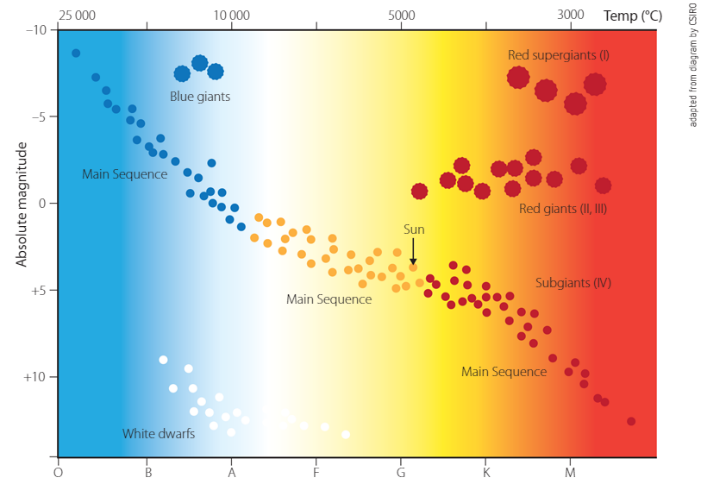 25 000 10 000 5000 3000 Temp (°C)
−10
−5
0
+5
+10
Absolute magnitude
Blue giants
Red supergiants (I)
Main Sequence
Red giants (II, III)
Sun
Subgiants (IV)
Main Sequence
Main Sequence
White dwarfs
O B A F G K M
adapted from diagram by CSIRO